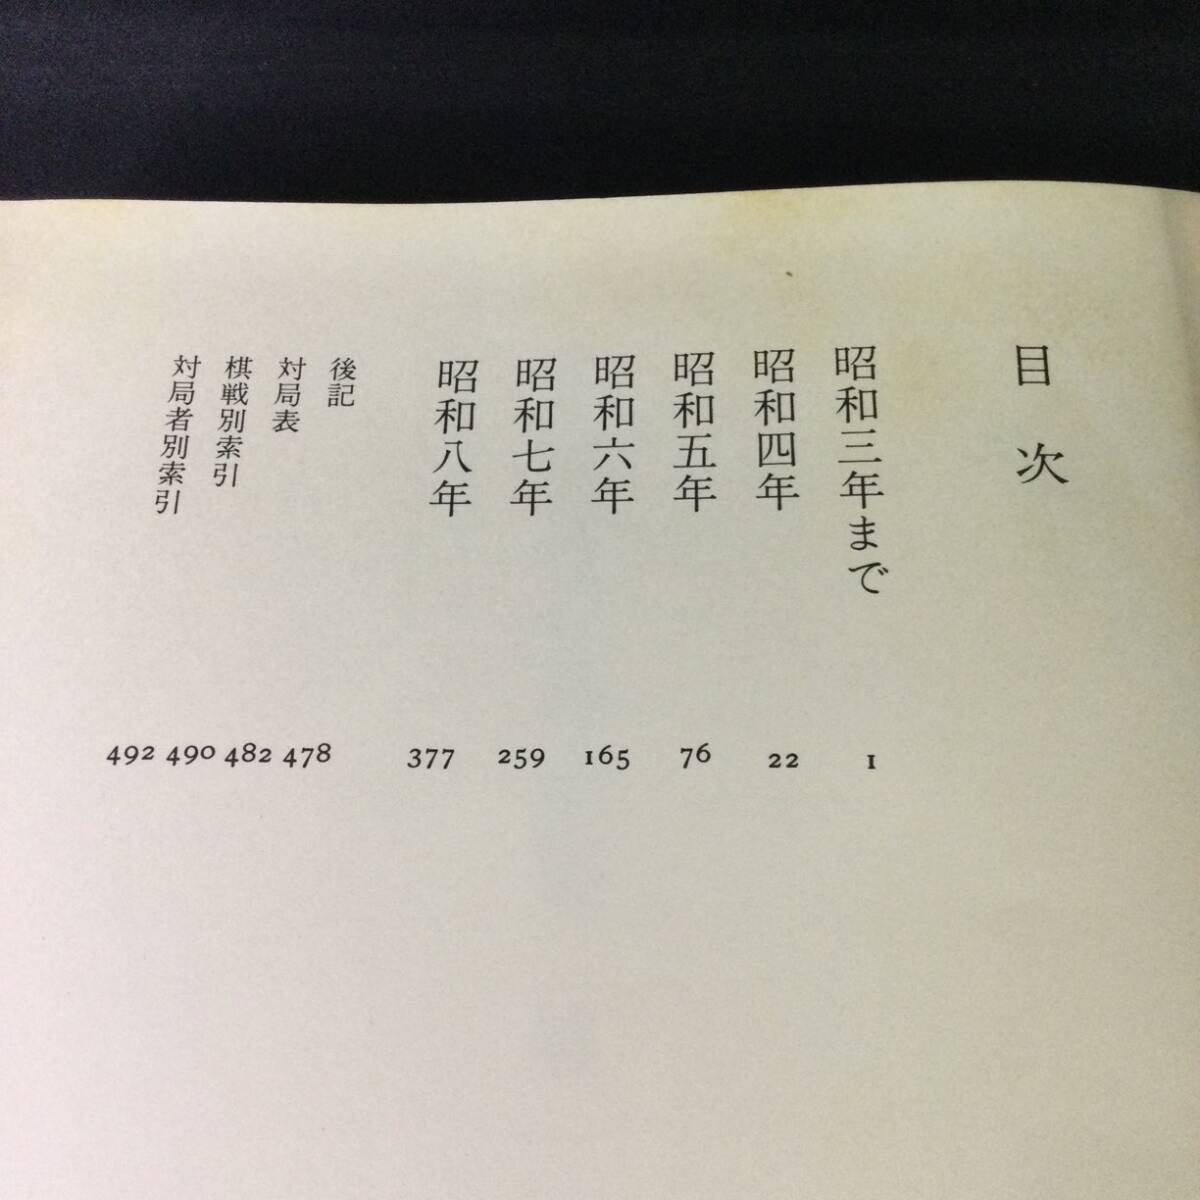 目次
昭和三年まで 1
昭和四年 22
昭和五年 76
昭和六年 165
昭和七年 259
昭和八年 377
後記 478
対局表 482
棋戦別索引 490
対局者別索引 492